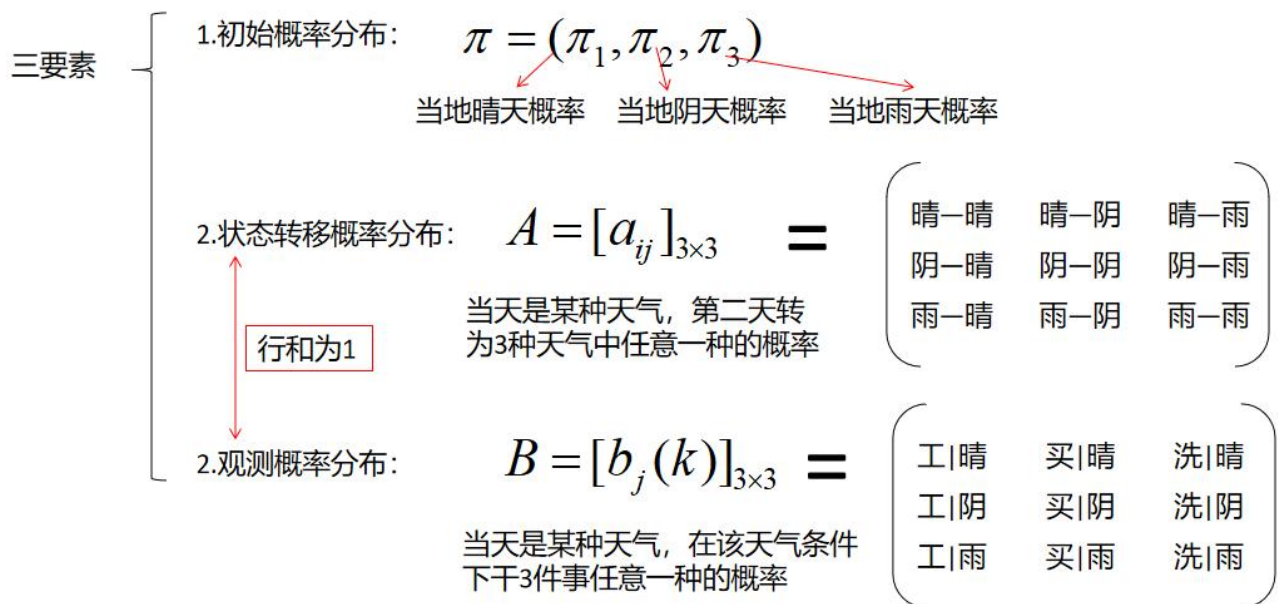 三要素
1.初始概率分布： π = (π₁, π₂, π₃)
当地晴天概率 当地阴天概率 当地雨天概率
2.状态转移概率分布： A = [aᵢⱼ]₃ₓ₃ =
晴—晴 晴—阴 晴—雨
阴—晴 阴—阴 阴—雨
雨—晴 雨—阴 雨—雨
当天是某种天气，第二天转
为3种天气中任意一种的概率
行和为1
2.观测概率分布： B = [bⱼ(k)]₃ₓ₃ =
工|晴 买|晴 洗|晴
工|阴 买|阴 洗|阴
工|雨 买|雨 洗|雨
当天是某种天气，在该天气条件
下干3件事任意一种的概率